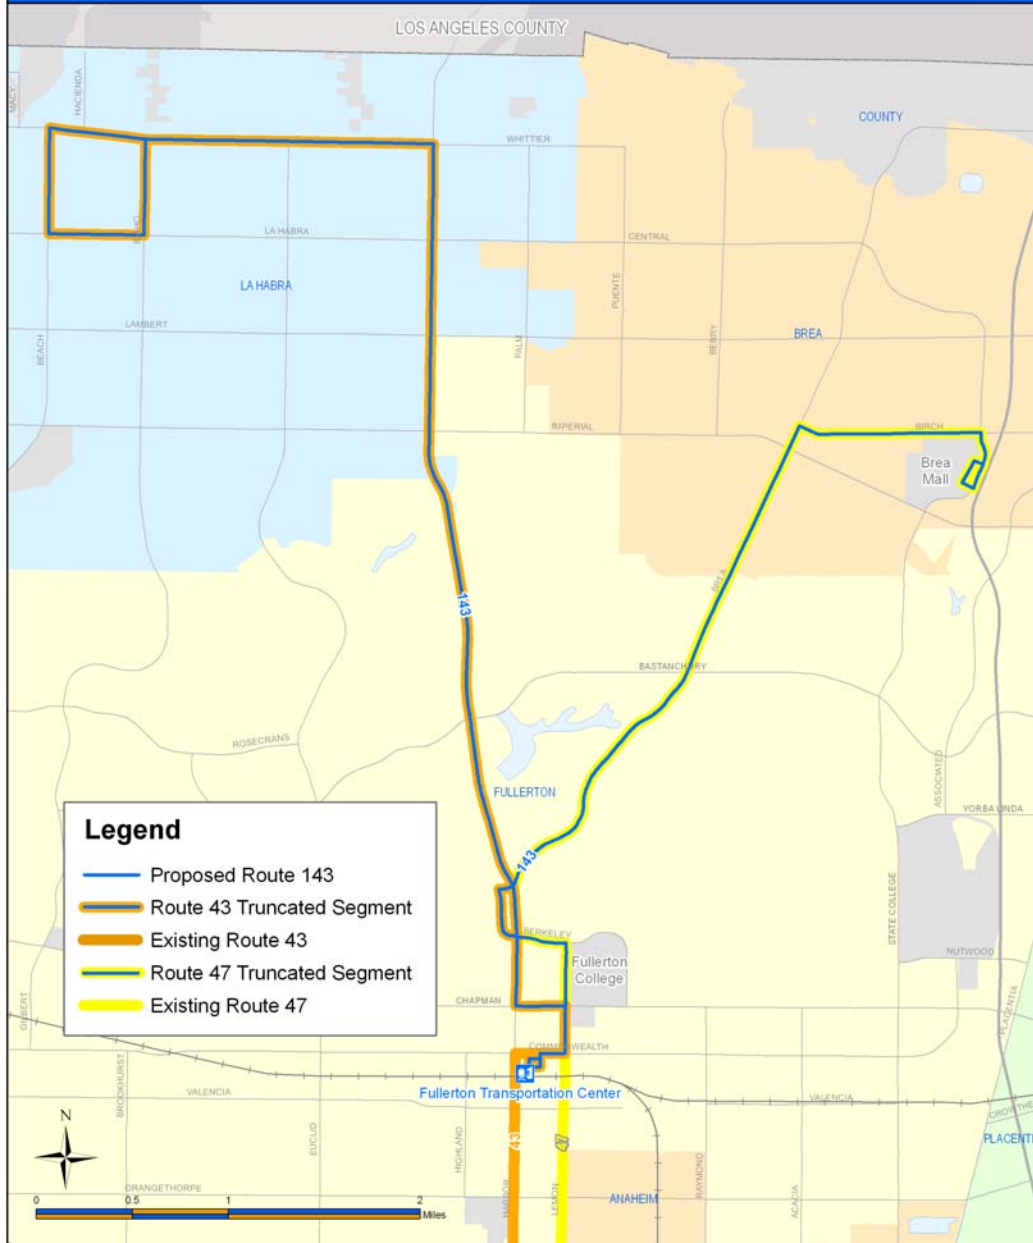 LOS ANGELES COUNTY
MACY
HACIENDA
COUNTY
WHITTIER
LA HABRA
CENTRAL
LA HABRA
PUENTE
LAMBERT
BEACH
PALM
BERRY
BREA
IMPERIAL
BIRCH
Brea
Mall
BREA
143
BASTANCHURY
ROSECRANS
FULLERTON
ASSOCIATED
YORBA LINDA
143
Legend
Proposed Route 143
Route 43 Truncated Segment
Existing Route 43
Route 47 Truncated Segment
Existing Route 47
STATE COLLEGE
BERKELEY
Fullerton
College
NUTWOOD
CHAPMAN
GILBERT
PLACENTIA
COMMONWEALTH
Fullerton Transportation Center
BROOKHURST
VALENCIA
VALENCIA
N
EUCLID
HIGHLAND
43
47
HARBOR
LEMON
RAYMOND
ACACIA
ANAHEIM
ORANGETHORPE
0 0.5 1 2
Miles